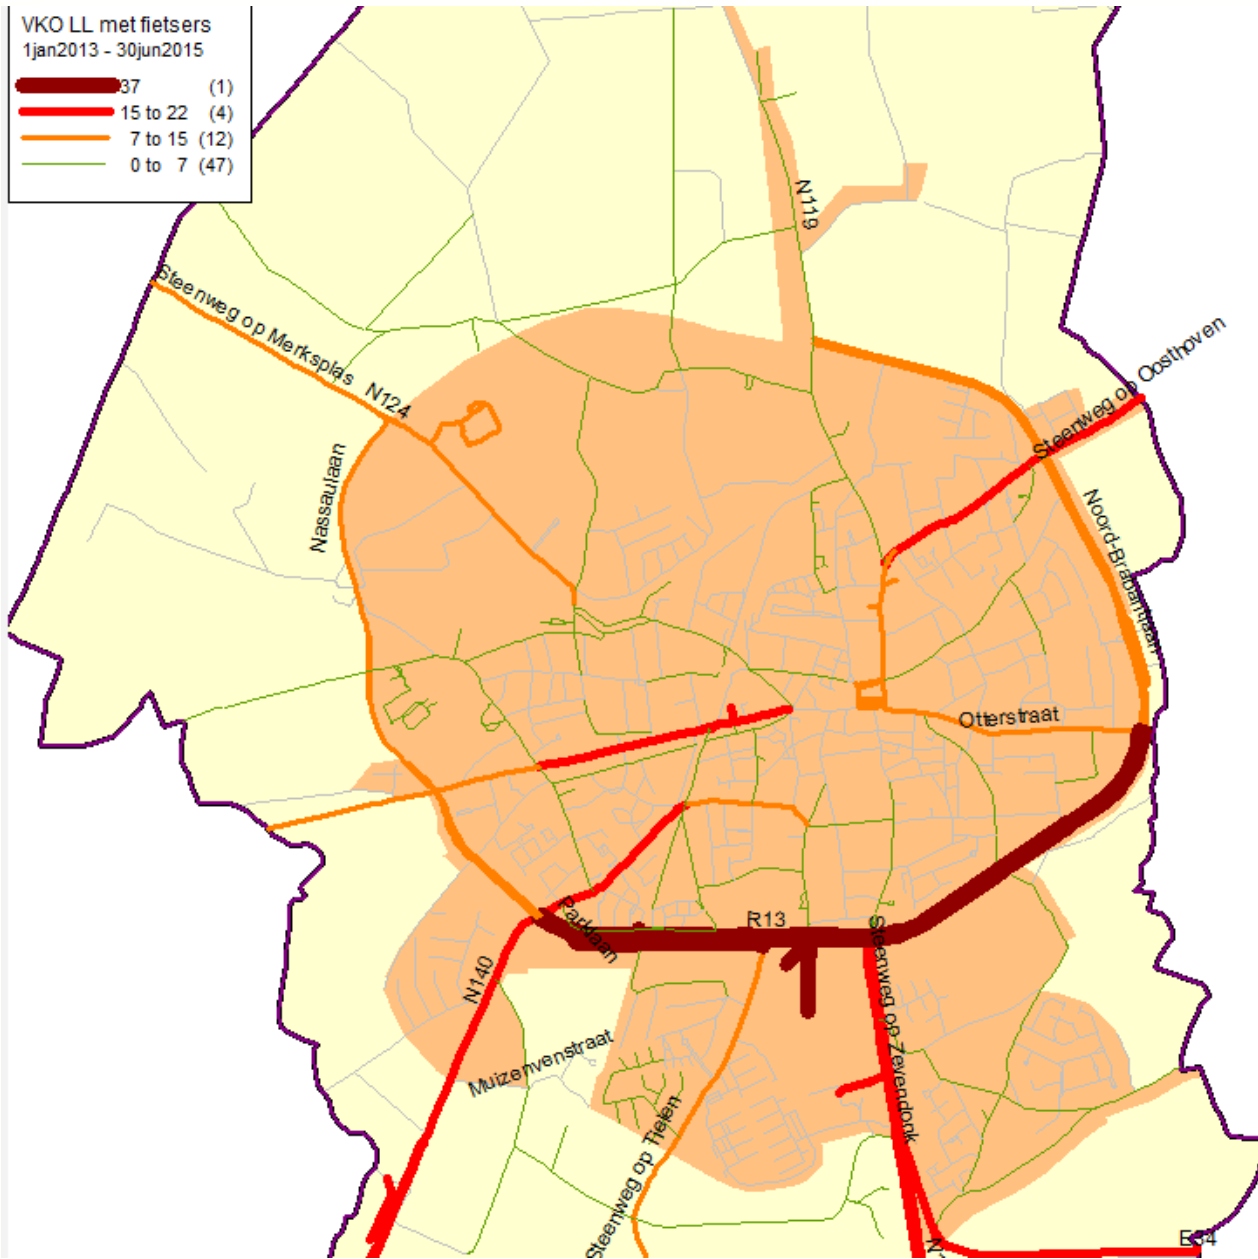 VKO LL met fietsers
1jan2013 - 30jun2015
37 (1)
15 to 22 (4)
7 to 15 (12)
0 to 7 (47)
N119
Steenweg op Merksplas N124
Steenweg op Oosthoven
Nassaulaan
Noord-Brabantlaan
Otterstraat
Parklaan
R13
Steenweg op Zevendonk
N140
Muizenvenstraat
Steenweg op Tielen
E34